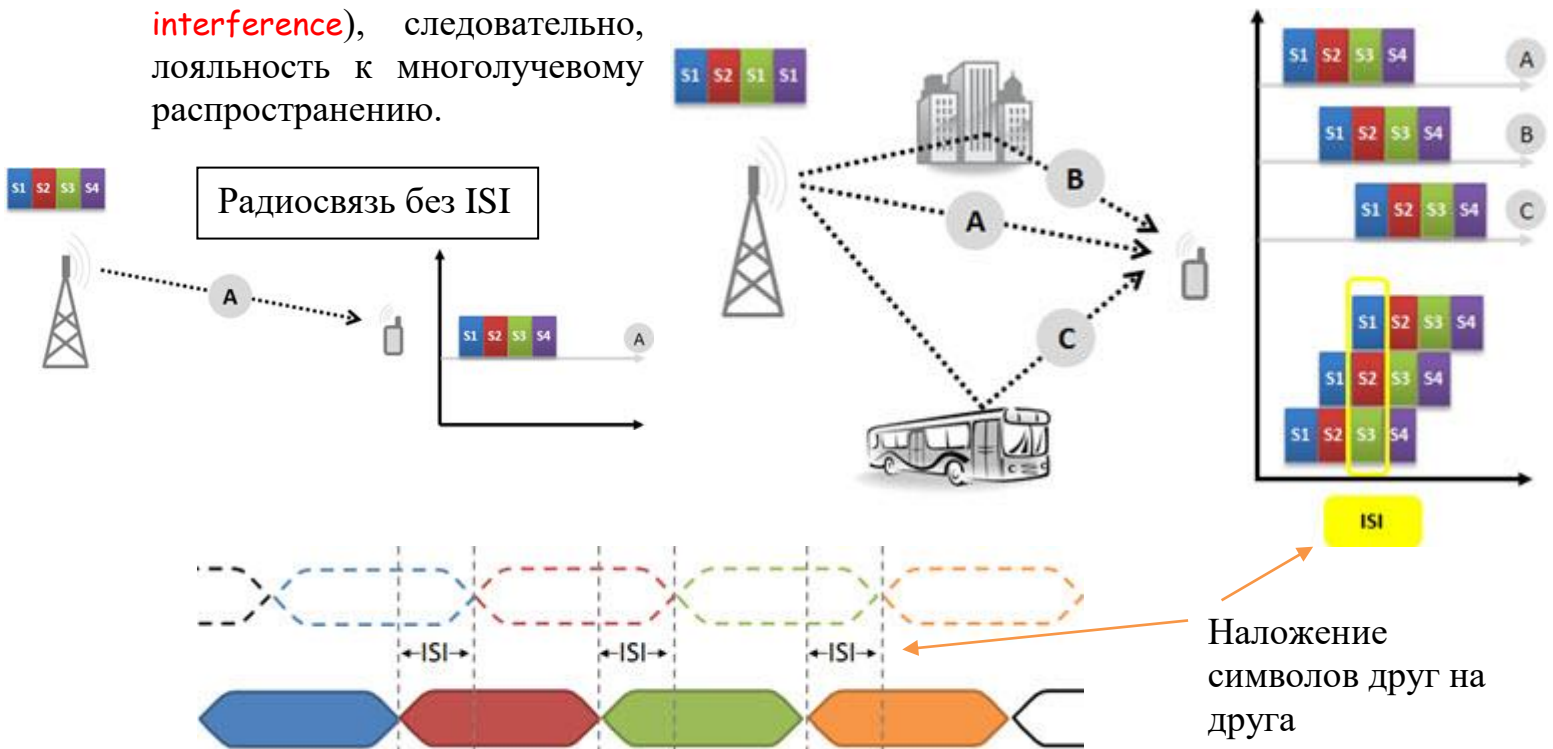 interference), следовательно,
лояльность к многолучевому
распространению.
S1 S2 S3 S4
Радиосвязь без ISI
A
S1 S2 S3 S4
A
S1 S2 S1 S1
B
A
C
S1 S2 S3 S4
A
S1 S2 S3 S4
B
S1 S2 S3 S4
C
S1 S2 S3 S4
S1 S2 S3 S4
S1 S2 S3 S4
ISI
ISI ISI ISI
Наложение
символов друг на
друга